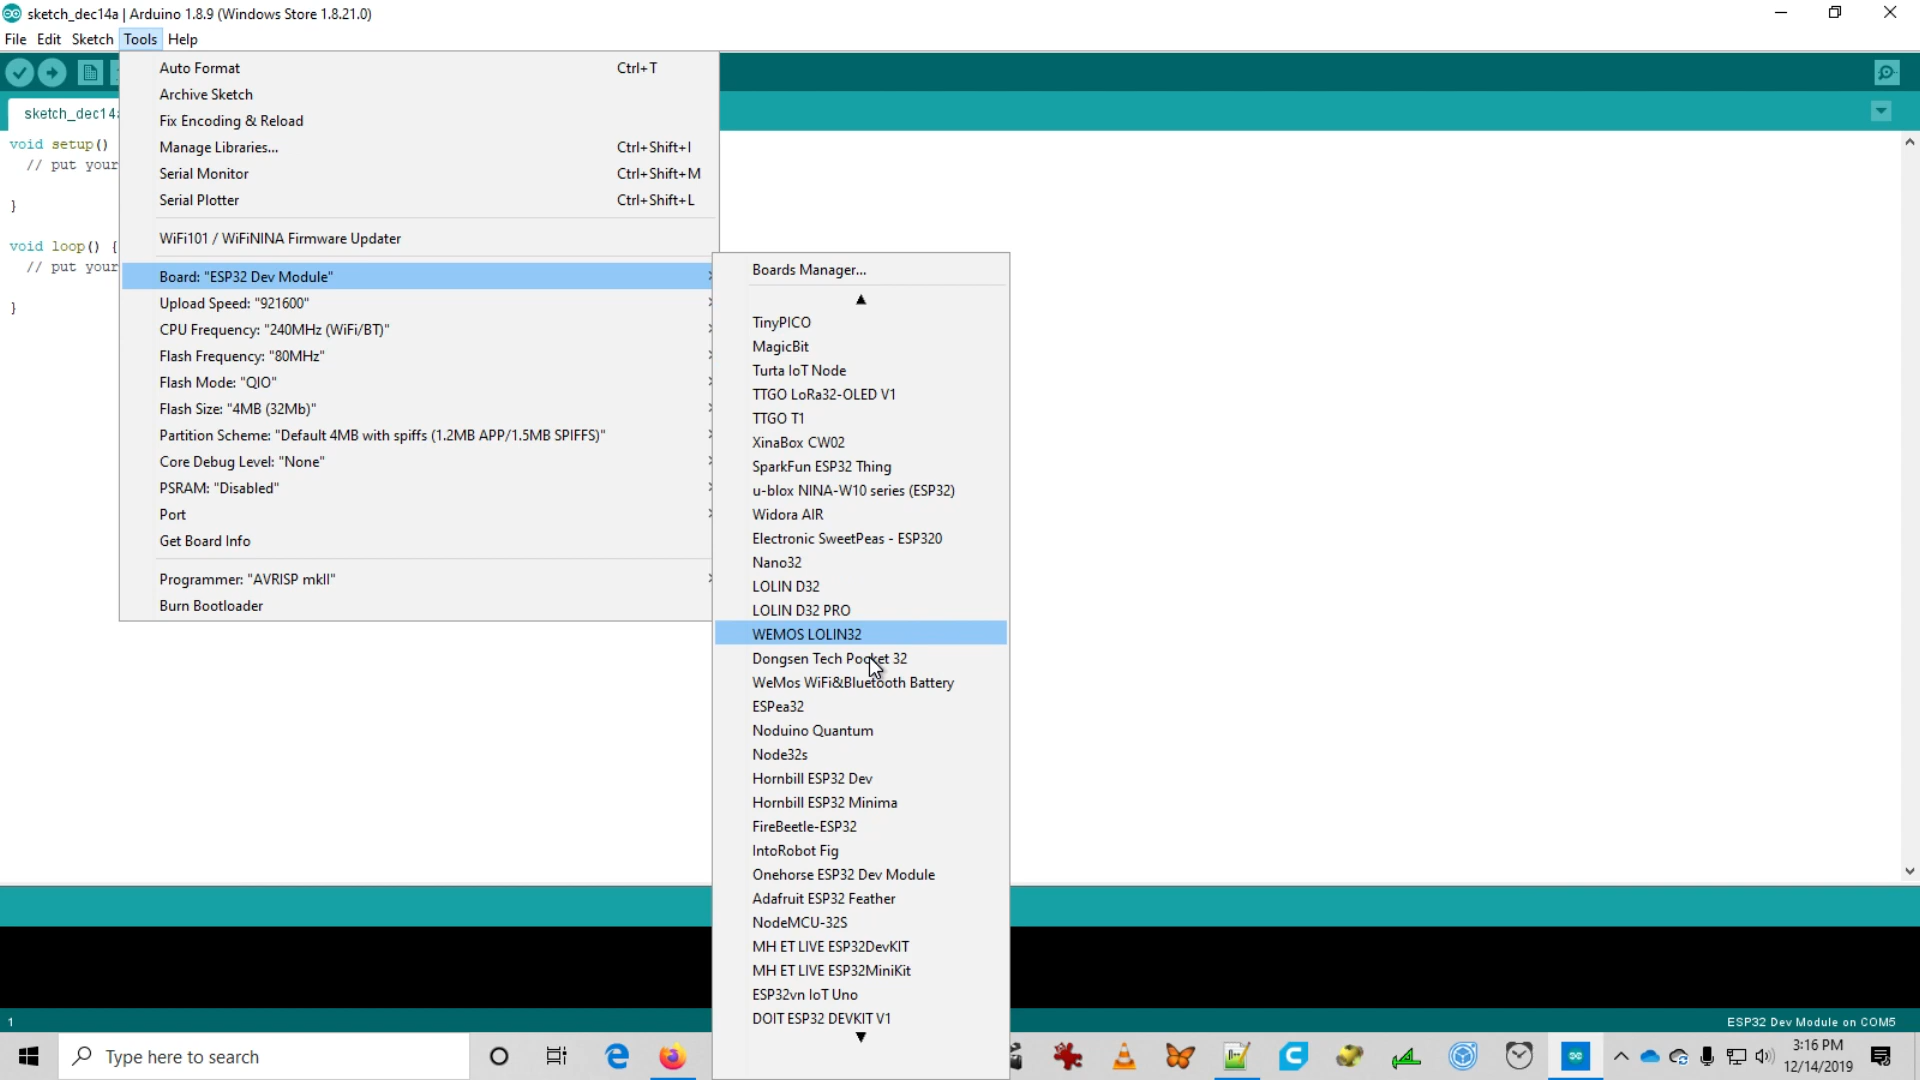 sketch_dec14a | Arduino 1.8.9 (Windows Store 1.8.21.0)
File Edit Sketch Tools Help
sketch_dec14a
void setup()
// put your
}
void loop() {
// put your
}
Auto Format Ctrl+T
Archive Sketch
Fix Encoding & Reload
Manage Libraries... Ctrl+Shift+I
Serial Monitor Ctrl+Shift+M
Serial Plotter Ctrl+Shift+L
WiFi101 / WiFiNINA Firmware Updater
Board: "ESP32 Dev Module"
Upload Speed: "921600"
CPU Frequency: "240MHz (WiFi/BT)"
Flash Frequency: "80MHz"
Flash Mode: "QIO"
Flash Size: "4MB (32Mb)"
Partition Scheme: "Default 4MB with spiffs (1.2MB APP/1.5MB SPIFFS)"
Core Debug Level: "None"
PSRAM: "Disabled"
Port
Get Board Info
Programmer: "AVRISP mkII"
Burn Bootloader
Boards Manager...
TinyPICO
MagicBit
Turta IoT Node
TTGO LoRa32-OLED V1
TTGO T1
XinaBox CW02
SparkFun ESP32 Thing
u-blox NINA-W10 series (ESP32)
Widora AIR
Electronic SweetPeas - ESP320
Nano32
LOLIN D32
LOLIN D32 PRO
WEMOS LOLIN32
Dongsen Tech Pocket 32
WeMos WiFi&Bluetooth Battery
ESPea32
Noduino Quantum
Node32s
Hornbill ESP32 Dev
Hornbill ESP32 Minima
FireBeetle-ESP32
IntoRobot Fig
Onehorse ESP32 Dev Module
Adafruit ESP32 Feather
NodeMCU-32S
MH ET LIVE ESP32DevKIT
MH ET LIVE ESP32MiniKit
ESP32vn IoT Uno
DOIT ESP32 DEVKIT V1
1
ESP32 Dev Module on COM5
Type here to search
3:16 PM
12/14/2019